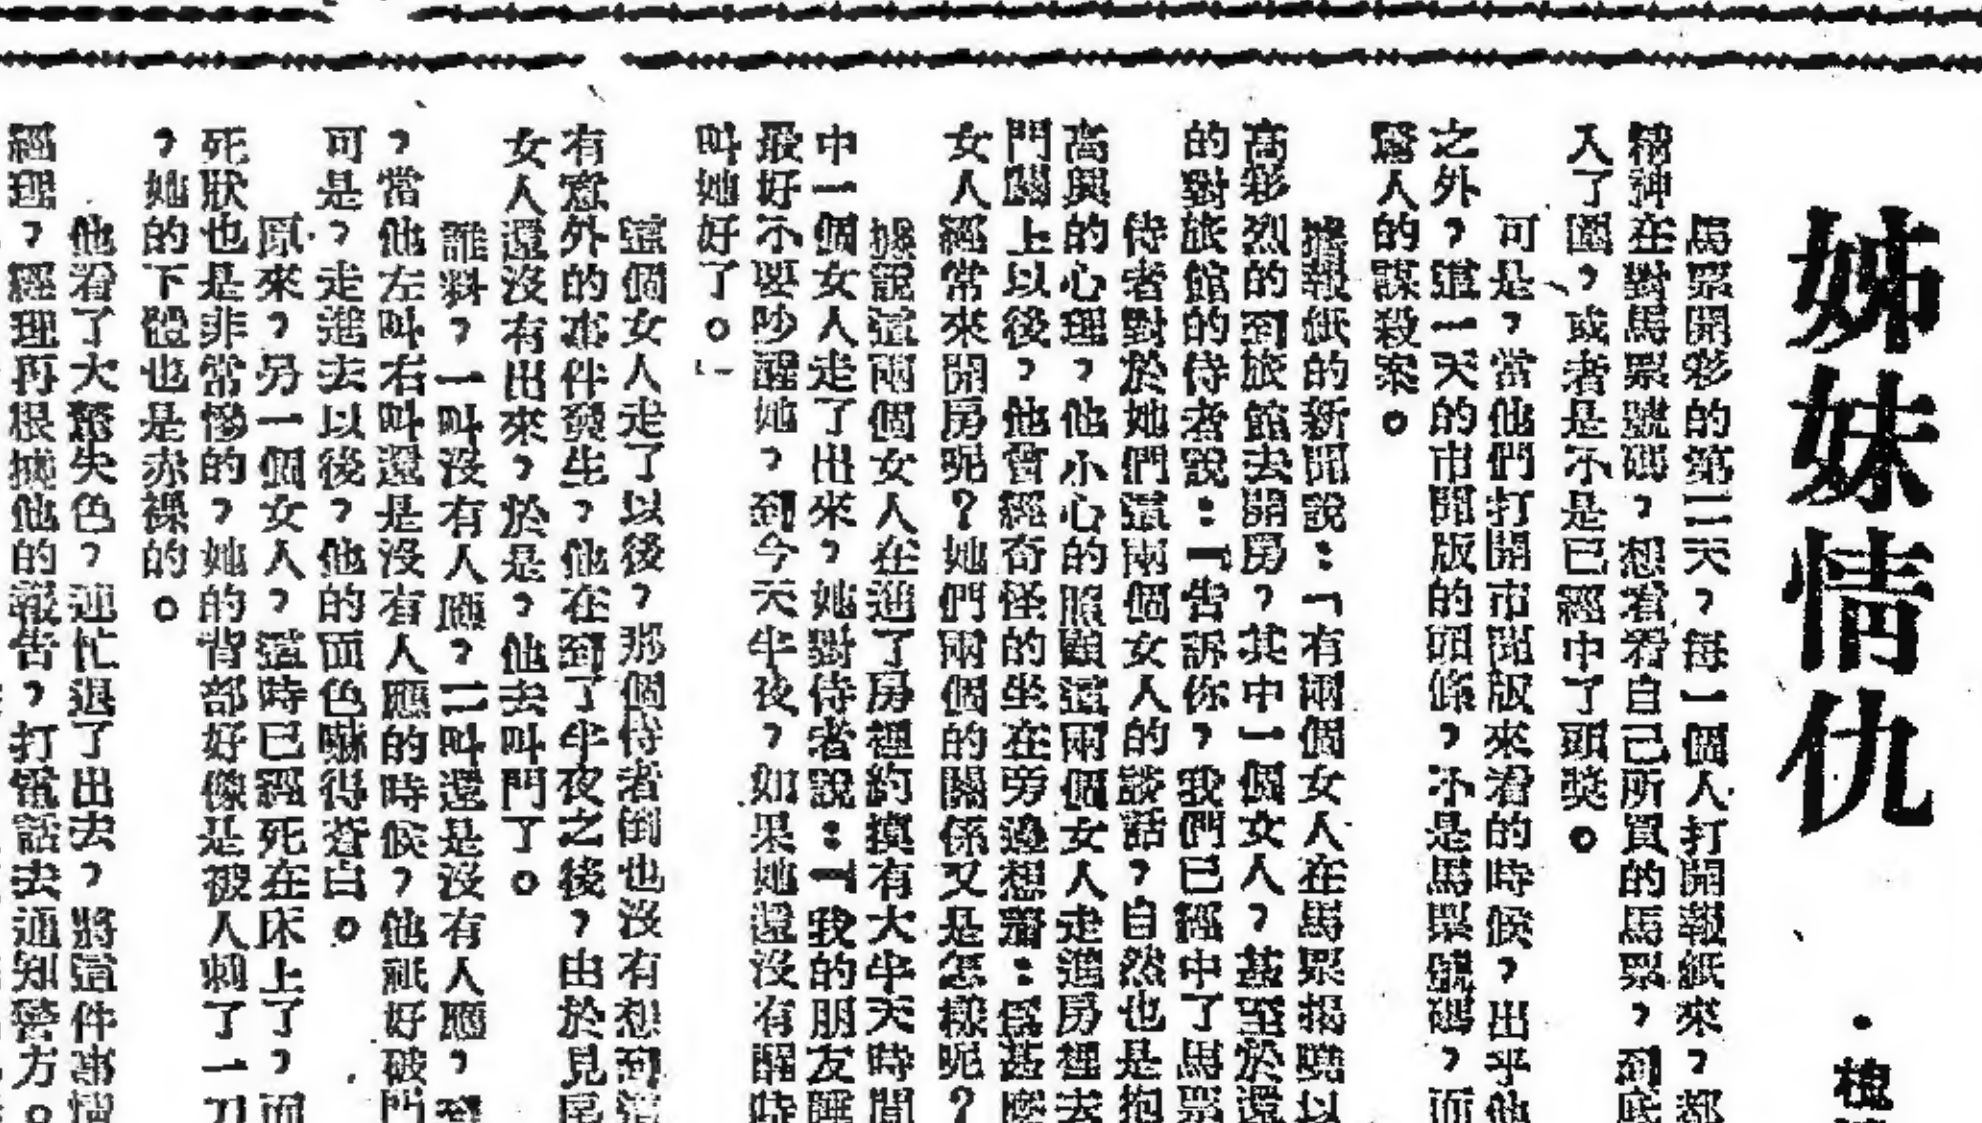 姊妹情仇
馬票開彩的第二天，每一個人打開報紙來，都
精神在對馬票號碼，想看看自己所買的馬票，到底
入了圍，或者是不是已經中了頭獎。
可是，當他們打開市開版來看的時候，出乎他
之外，這一天的市開版的頭條，不是馬票號碼，而
驚人的謀殺案。
據報紙的新聞說：「有兩個女人在馬票揭曉以
高彩烈的到旅館去開房，其中一個女人，甚至於還
的對旅館的侍者說：「告訴你，我們已經中了馬票
侍者對於她們這兩個女人的談話，自然也是抱
高興的心理，他小心的照顧這兩個女人走進房裡去
門關上以後，他曾經奇怪的坐在旁邊想着：爲甚麼
女人經常來開房呢？她們兩個的關係又是怎樣呢？
據說這兩個女人在進了房裡約摸有大半天時間
中一個女人走了出來，她對侍者說：「我的朋友睡
最好不要吵醒她，到今天半夜，如果她還沒有醒時
叫她好了。」
這個女人走了以後，那個侍者倒也沒有想到這
有意外的事件發生，他在到了半夜之後，由於見房
女人還沒有出來，於是，他去叫門了。
誰料，一叫沒有人應，二叫還是沒有人應，到
，當他左叫右叫還是沒有人應的時候，他祇好破門
可是，走進去以後，他的面色嚇得蒼白。
原來，另一個女人，這時已經死在床上了，而
死狀也是非常慘的，她的背部好像是被人刺了一刀
，她的下體也是赤裸的。
他看了大驚失色，連忙退了出去，將這件事情
經理，經理再根據他的報告，打電話去通知警方。